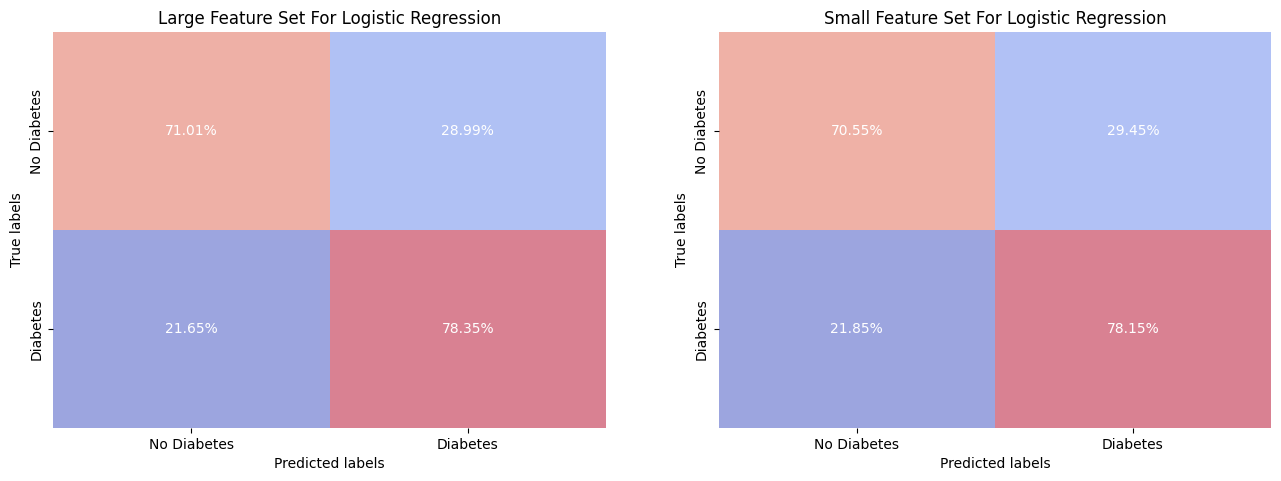 Large Feature Set For Logistic Regression
True labels
No Diabetes
Diabetes
71.01%
28.99%
21.65%
78.35%
No Diabetes
Diabetes
Predicted labels
Small Feature Set For Logistic Regression
True labels
No Diabetes
Diabetes
70.55%
29.45%
21.85%
78.15%
No Diabetes
Diabetes
Predicted labels